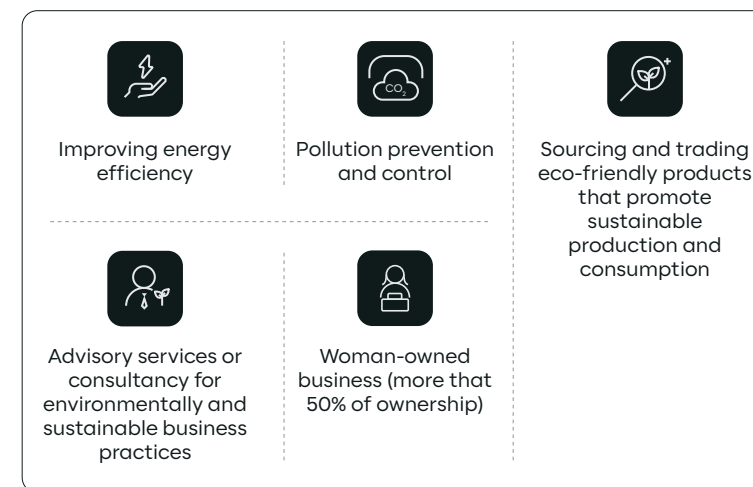 Improving energy
efficiency
CO2
Pollution prevention
and control
Sourcing and trading
eco-friendly products
that promote
sustainable
production and
consumption
Advisory services or
consultancy for
environmentally and
sustainable business
practices
Woman-owned
business (more that
50% of ownership)